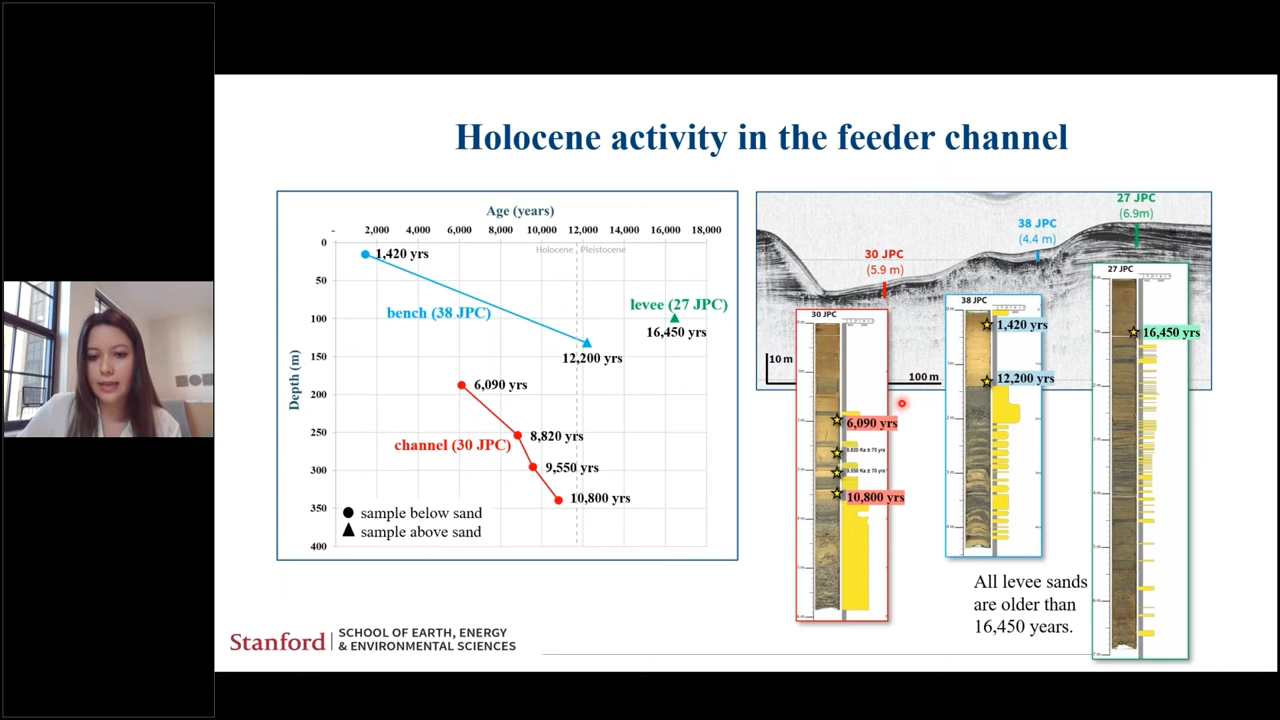 Holocene activity in the feeder channel
Age (years)
- 2,000 4,000 6,000 8,000 10,000 12,000 14,000 16,000 18,000
Holocene Pleistocene
0
50
100
150
200
250
300
350
400
Depth (m)
1,420 yrs
bench (38 JPC)
12,200 yrs
levee (27 JPC)
16,450 yrs
6,090 yrs
8,820 yrs
channel (30 JPC)
9,550 yrs
10,800 yrs
sample below sand
sample above sand
27 JPC
(6.9m)
38 JPC
(4.4 m)
30 JPC
(5.9 m)
10 m
100 m
30 JPC
6,090 yrs
10,800 yrs
38 JPC
1,420 yrs
12,200 yrs
27 JPC
16,450 yrs
All levee sands
are older than
16,450 years.
Stanford
SCHOOL OF EARTH, ENERGY
& ENVIRONMENTAL SCIENCES